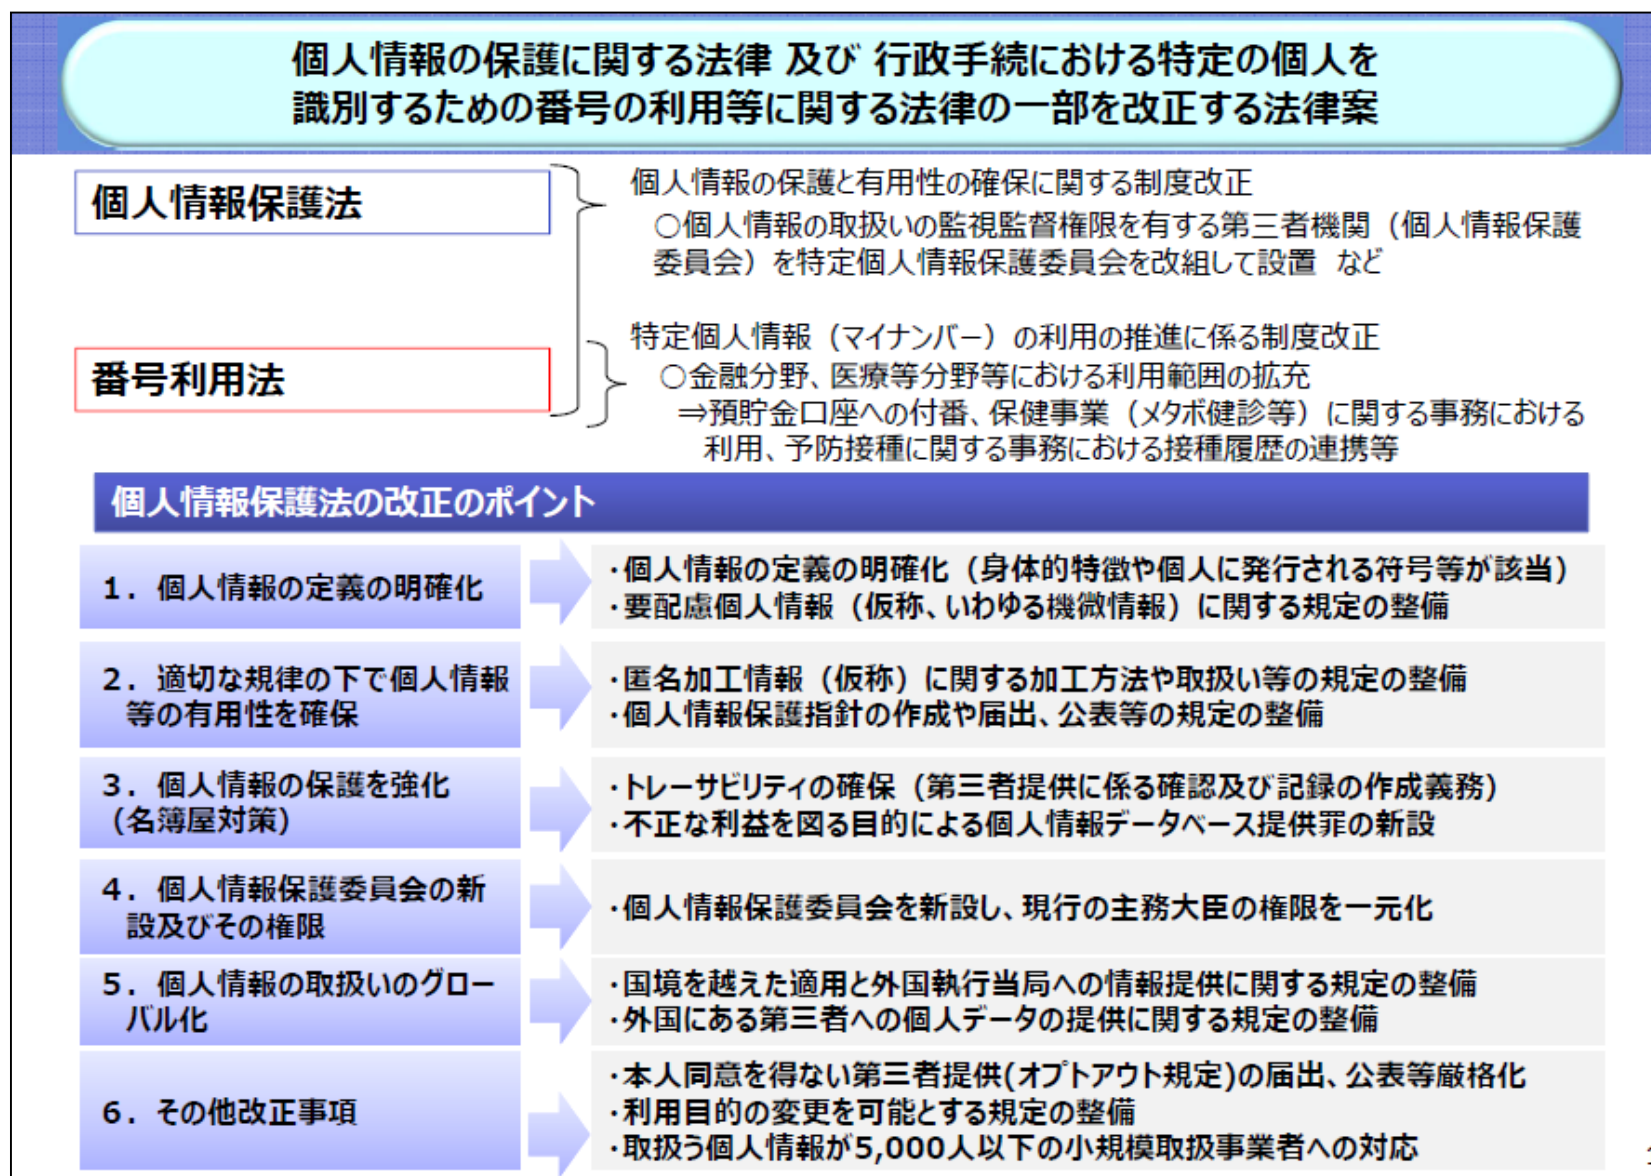 個人情報の保護に関する法律 及び 行政手続における特定の個人を
識別するための番号の利用等に関する法律の一部を改正する法律案
個人情報保護法
個人情報の保護と有用性の確保に関する制度改正
○個人情報の取扱いの監視監督権限を有する第三者機関（個人情報保護
委員会）を特定個人情報保護委員会を改組して設置 など
番号利用法
特定個人情報（マイナンバー）の利用の推進に係る制度改正
○金融分野、医療等分野等における利用範囲の拡充
⇒預貯金口座への付番、保健事業（メタボ健診等）に関する事務における
利用、予防接種に関する事務における接種履歴の連携等
個人情報保護法の改正のポイント
１．個人情報の定義の明確化
・個人情報の定義の明確化（身体的特徴や個人に発行される符号等が該当）
・要配慮個人情報（仮称、いわゆる機微情報）に関する規定の整備
２．適切な規律の下で個人情報
等の有用性を確保
・匿名加工情報（仮称）に関する加工方法や取扱い等の規定の整備
・個人情報保護指針の作成や届出、公表等の規定の整備
３．個人情報の保護を強化
（名簿屋対策）
・トレーサビリティの確保（第三者提供に係る確認及び記録の作成義務）
・不正な利益を図る目的による個人情報データベース提供罪の新設
４．個人情報保護委員会の新
設及びその権限
・個人情報保護委員会を新設し、現行の主務大臣の権限を一元化
５．個人情報の取扱いのグロー
バル化
・国境を越えた適用と外国執行当局への情報提供に関する規定の整備
・外国にある第三者への個人データの提供に関する規定の整備
６．その他改正事項
・本人同意を得ない第三者提供(オプトアウト規定)の届出、公表等厳格化
・利用目的の変更を可能とする規定の整備
・取扱う個人情報が5,000人以下の小規模取扱事業者への対応